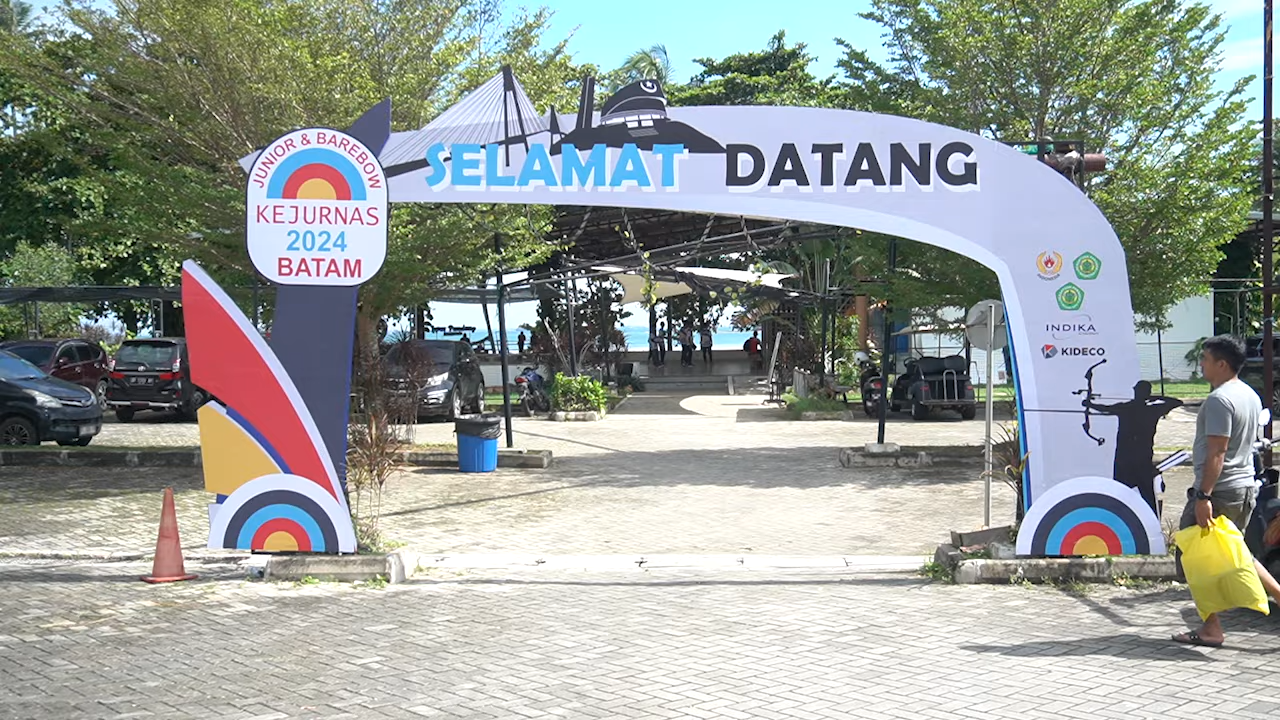 JUNIOR & BAREBOW
KEJURNAS
2024
BATAM
SELAMAT DATANG
INDIKA
KIDECO